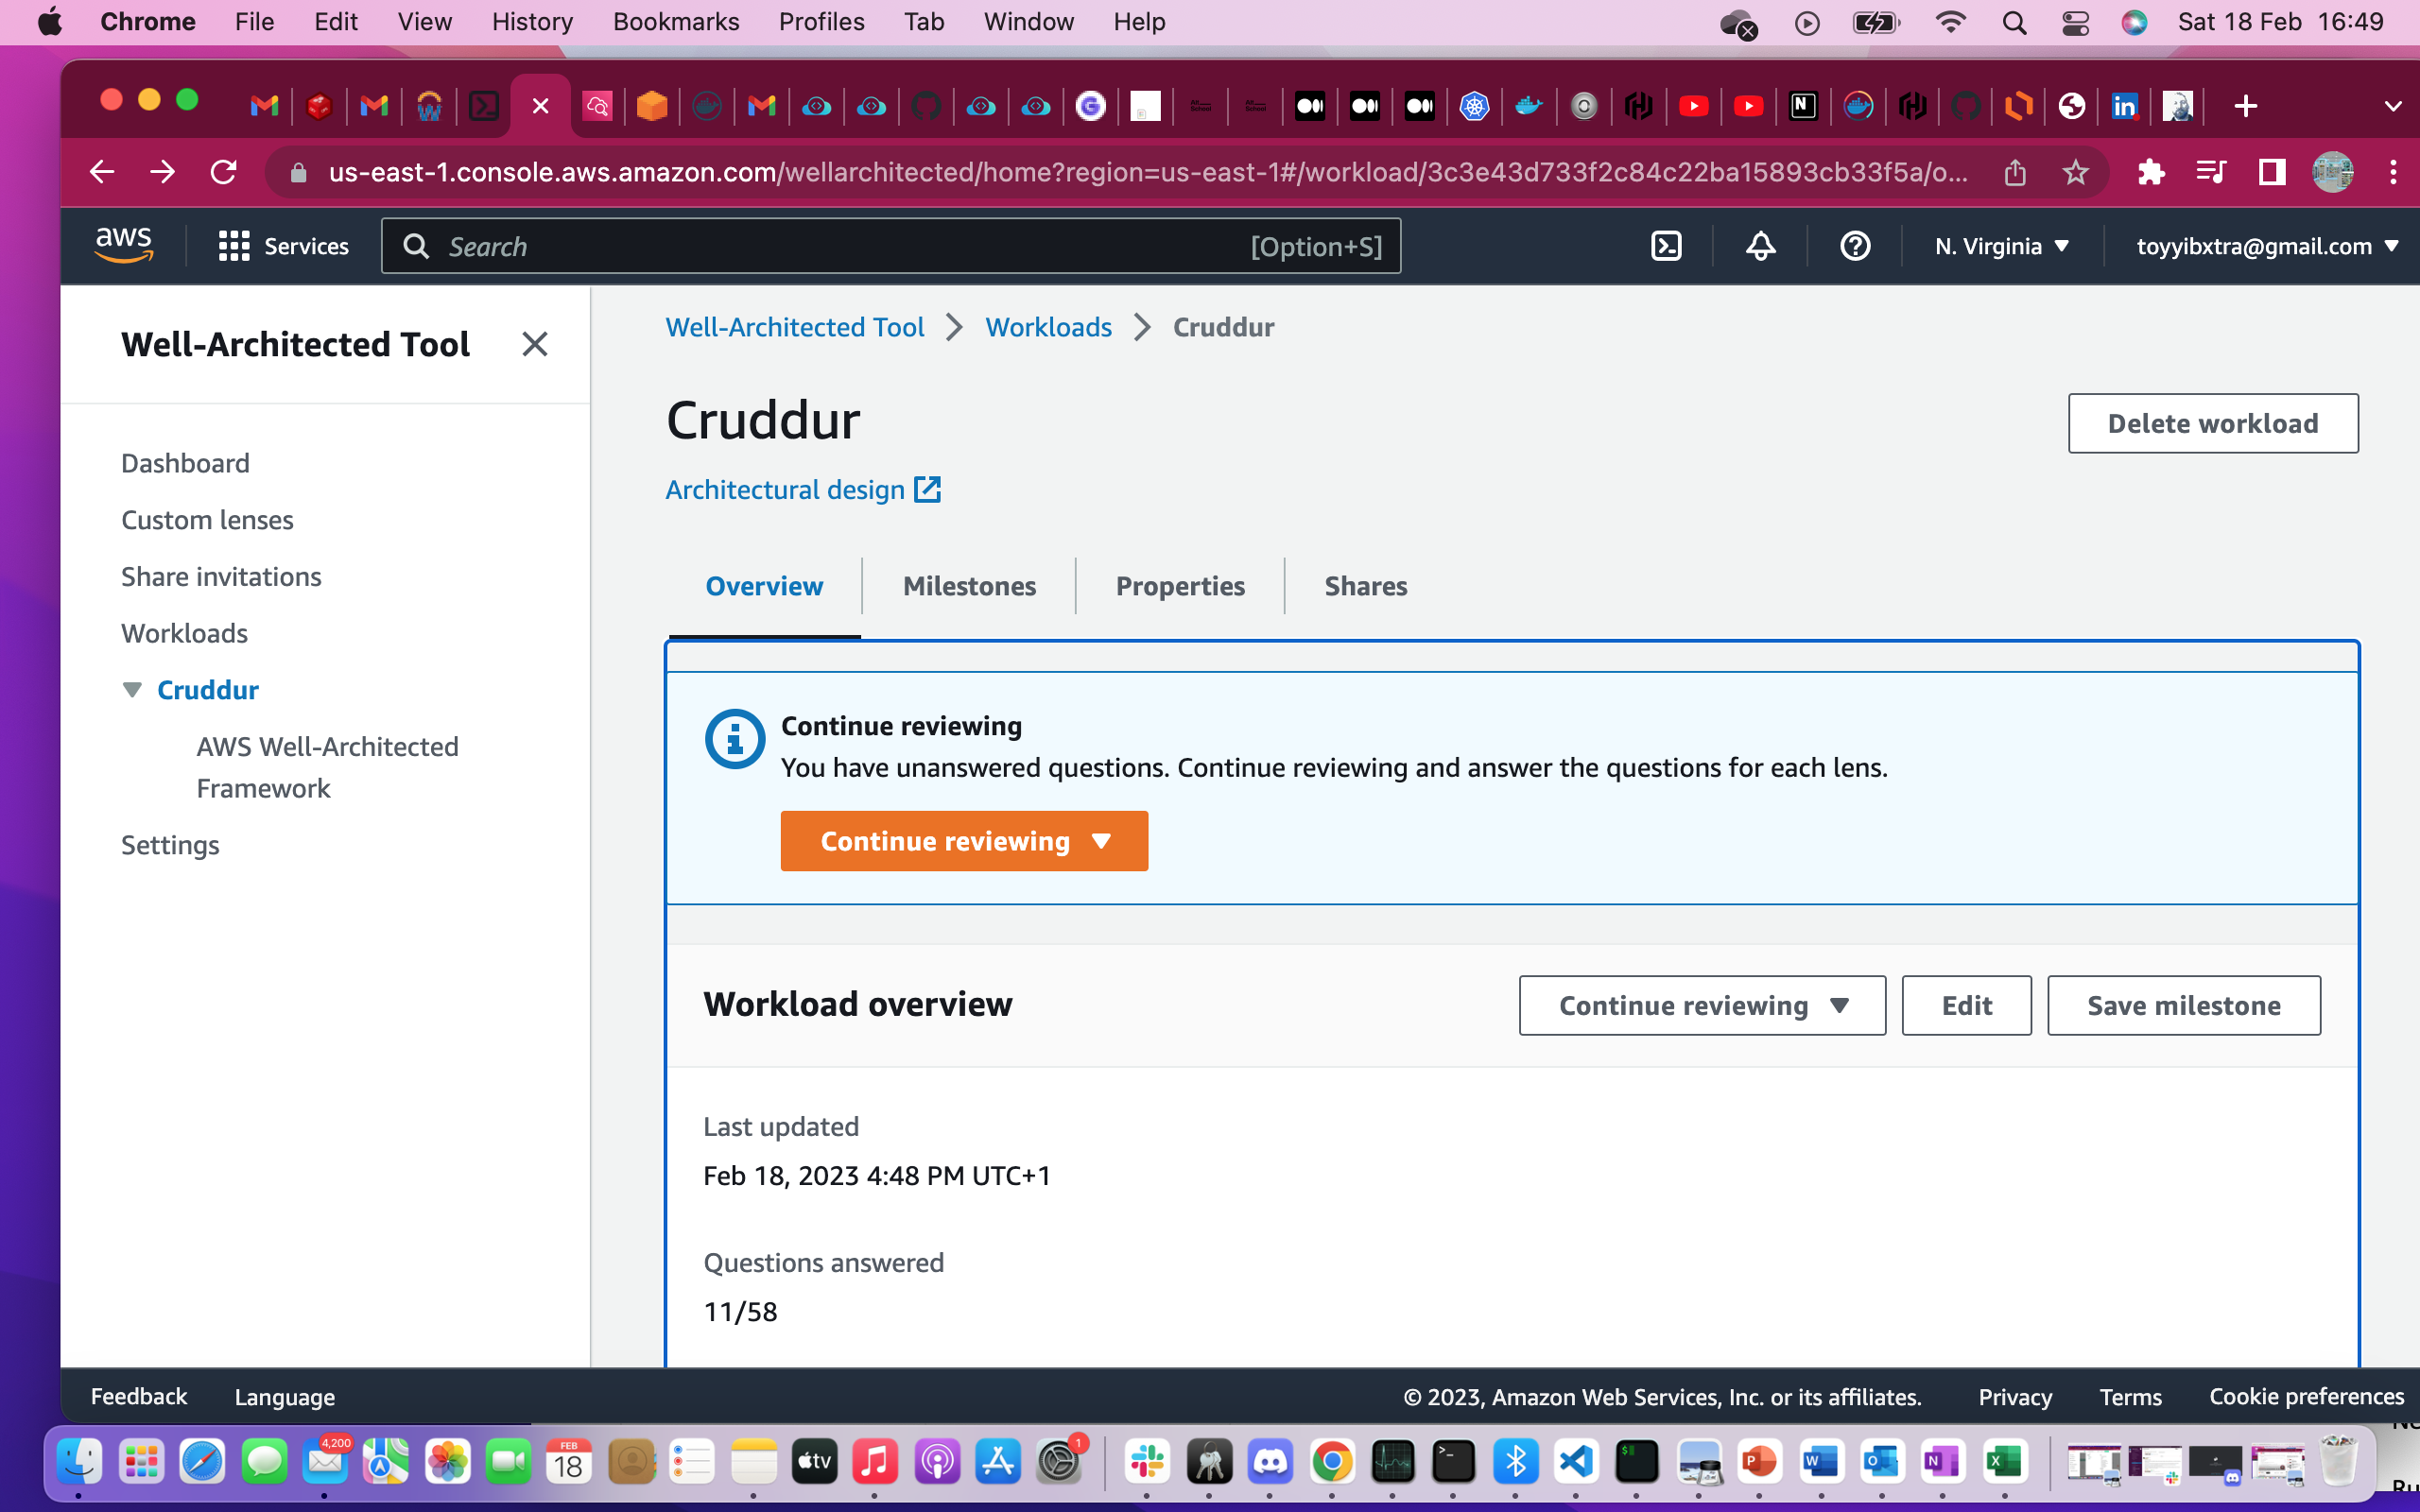 Chrome File Edit View History Bookmarks Profiles Tab Window Help Sat 18 Feb 16:49
us-east-1.console.aws.amazon.com/wellarchitected/home?region=us-east-1#/workload/3c3e43d733f2c84c22ba15893cb33f5a/o...
aws Services Search [Option+S] N. Virginia toyyibxtra@gmail.com
Well-Architected Tool
Dashboard
Custom lenses
Share invitations
Workloads
Cruddur
AWS Well-Architected
Framework
Settings
Well-Architected Tool Workloads Cruddur
Cruddur
Delete workload
Architectural design
Overview Milestones Properties Shares
Continue reviewing
You have unanswered questions. Continue reviewing and answer the questions for each lens.
Continue reviewing
Workload overview
Continue reviewing Edit Save milestone
Last updated
Feb 18, 2023 4:48 PM UTC+1
Questions answered
11/58
Feedback Language © 2023, Amazon Web Services, Inc. or its affiliates. Privacy Terms Cookie preferences
4,200
FEB
18
tv
1